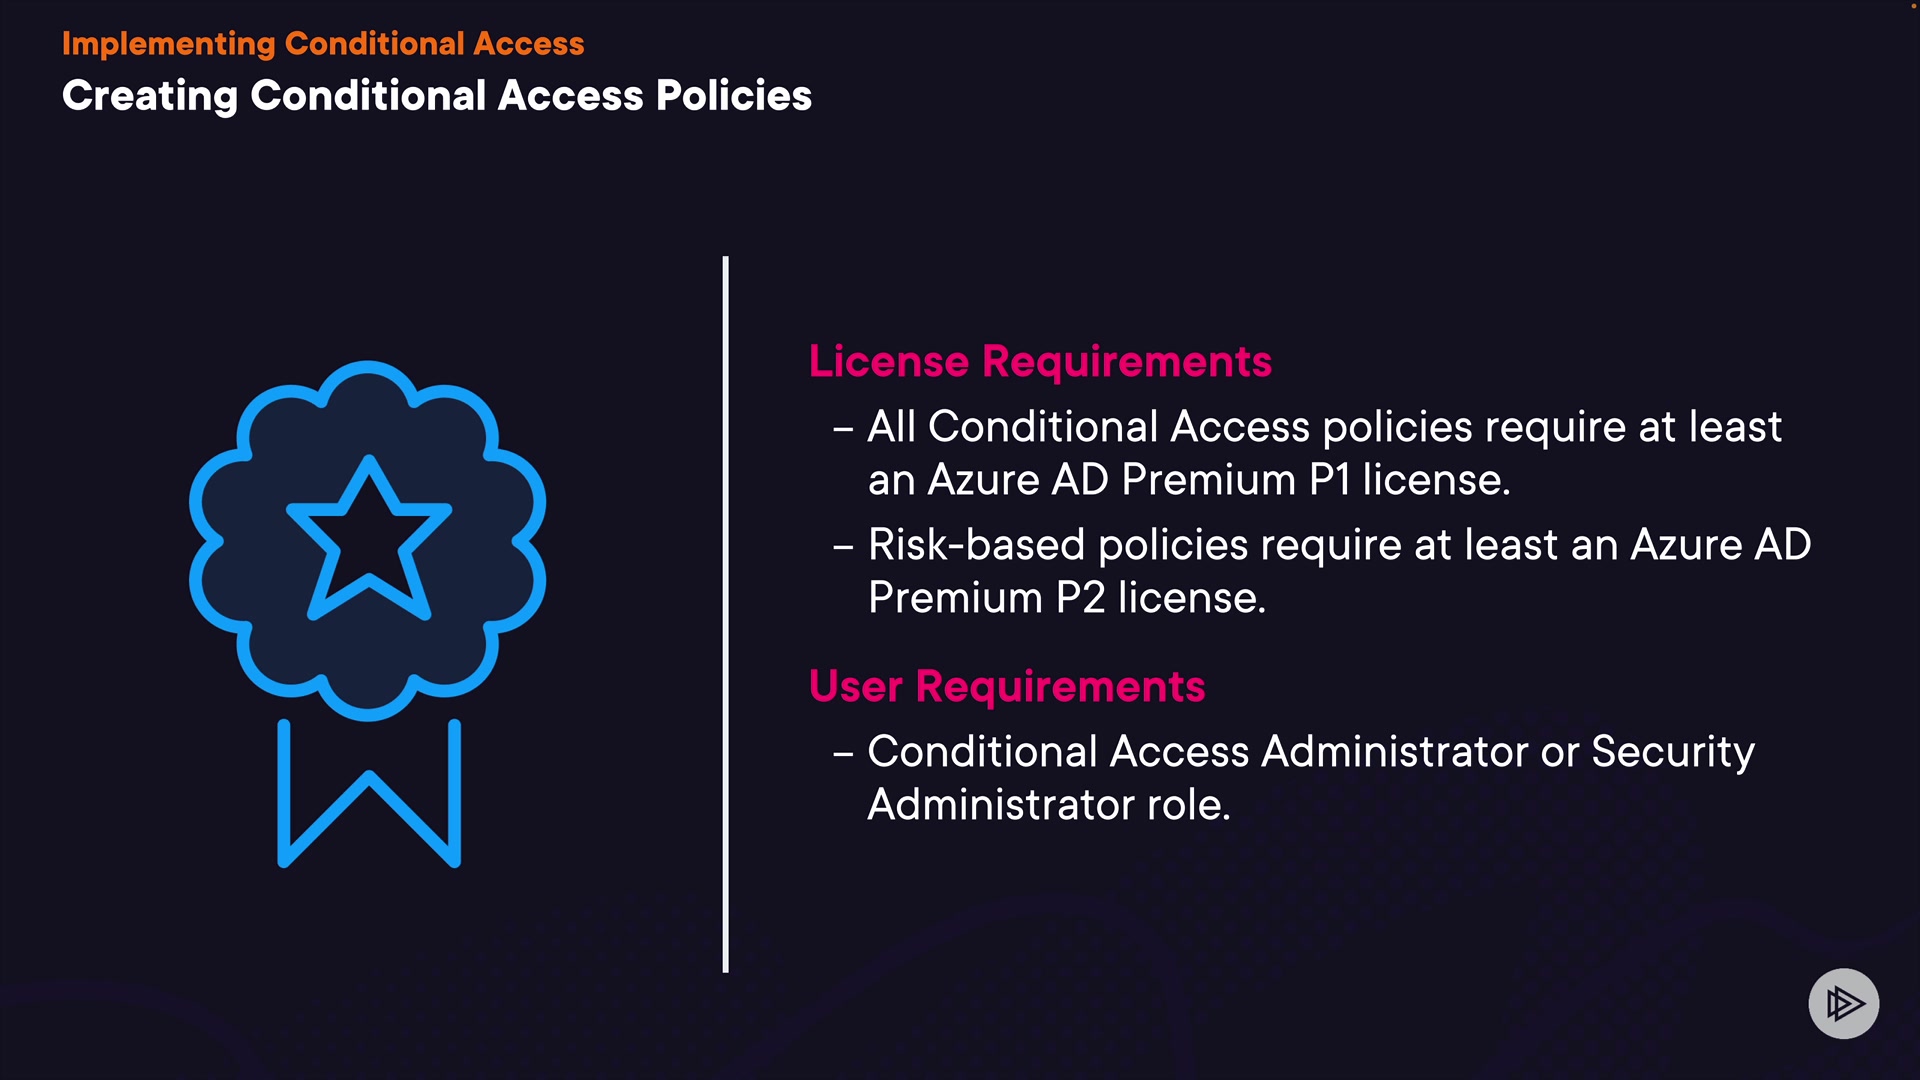 Implementing Conditional Access
Creating Conditional Access Policies
License Requirements
– All Conditional Access policies require at least
an Azure AD Premium P1 license.
– Risk-based policies require at least an Azure AD
Premium P2 license.
User Requirements
– Conditional Access Administrator or Security
Administrator role.